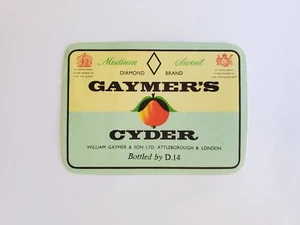 Medium Sweet
DIAMOND BRAND
GAYMER'S
CYDER
WILLIAM GAYMER & SON LTD. ATTLEBOROUGH & LONDON
Bottled by D.14